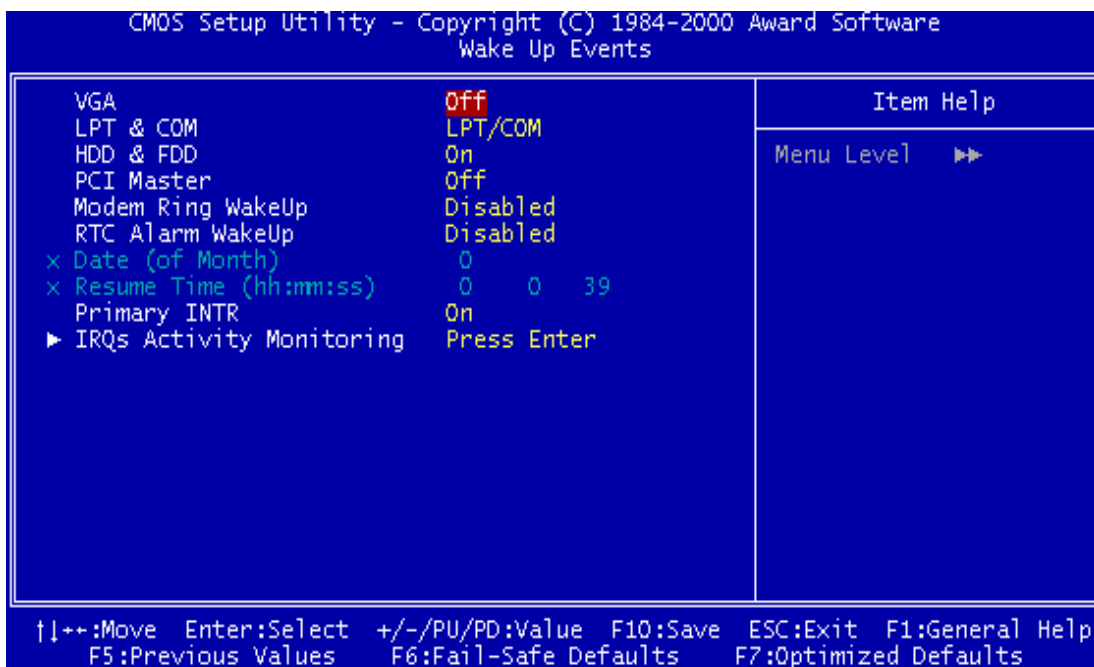 CMOS Setup Utility - Copyright (C) 1984-2000 Award Software
Wake Up Events
VGA Off
LPT & COM LPT/COM
HDD & FDD On
PCI Master Off
Modem Ring WakeUp Disabled
RTC Alarm WakeUp Disabled
x Date (of Month) 0
x Resume Time (hh:mm:ss) 0 0 39
Primary INTR On
► IRQs Activity Monitoring Press Enter
Item Help
Menu Level ►►
↑↓←→:Move Enter:Select +/-/PU/PD:Value F10:Save ESC:Exit F1:General Help
F5:Previous Values F6:Fail-Safe Defaults F7:Optimized Defaults